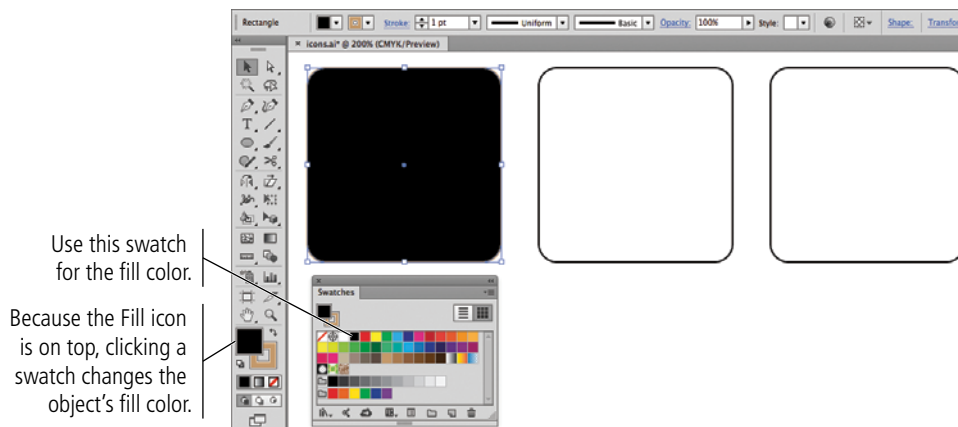 Rectangle Stroke: 1 pt Uniform Basic Opacity: 100% Style: Shape: Transfo
× icons.ai* @ 200% (CMYK/Preview)
Use this swatch
for the fill color.
Swatches
Because the Fill icon
is on top, clicking a
swatch changes the
object's fill color.